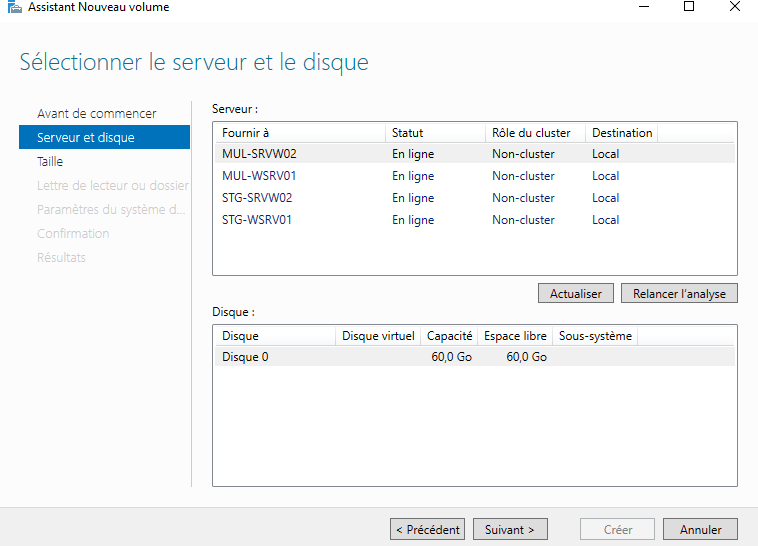 Assistant Nouveau volume
Sélectionner le serveur et le disque
Avant de commencer
Serveur et disque
Taille
Lettre de lecteur ou dossier
Paramètres du système d...
Confirmation
Résultats
Serveur :
Fournir à Statut Rôle du cluster Destination
MUL-SRVW02 En ligne Non-cluster Local
MUL-WSRV01 En ligne Non-cluster Local
STG-SRVW02 En ligne Non-cluster Local
STG-WSRV01 En ligne Non-cluster Local
Actualiser Relancer l'analyse
Disque :
Disque Disque virtuel Capacité Espace libre Sous-système
Disque 0 60,0 Go 60,0 Go
< Précédent Suivant > Créer Annuler